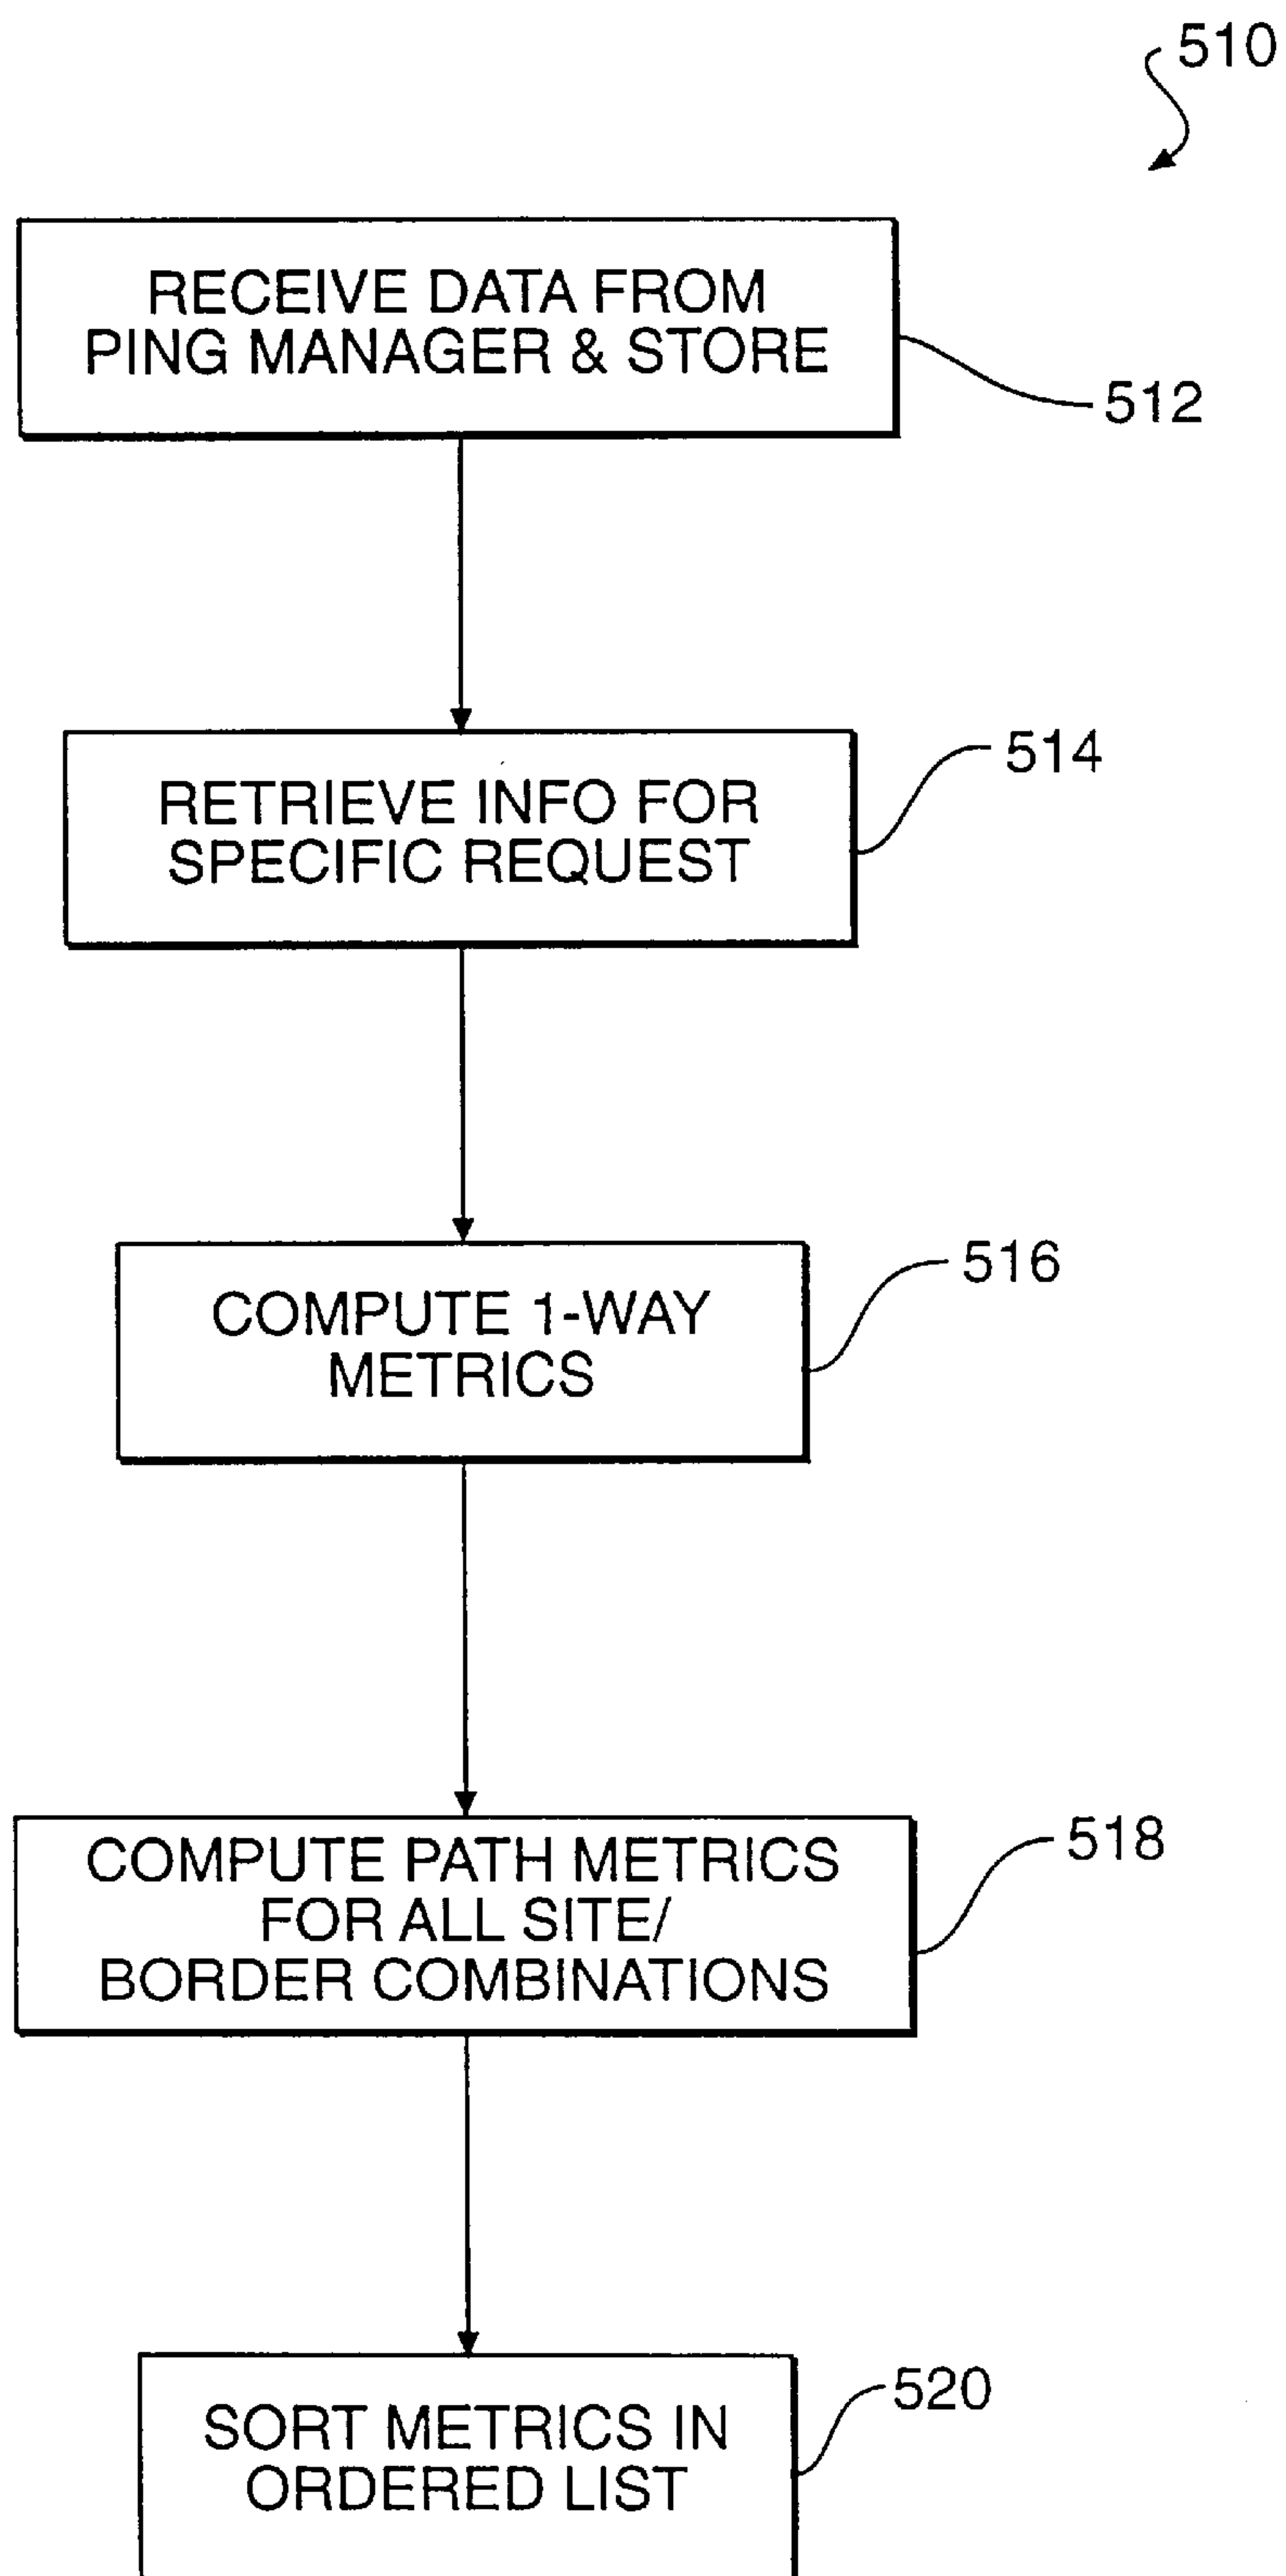 510
RECEIVE DATA FROM
PING MANAGER & STORE
512
RETRIEVE INFO FOR
SPECIFIC REQUEST
514
COMPUTE 1-WAY
METRICS
516
COMPUTE PATH METRICS
FOR ALL SITE/
BORDER COMBINATIONS
518
SORT METRICS IN
ORDERED LIST
520